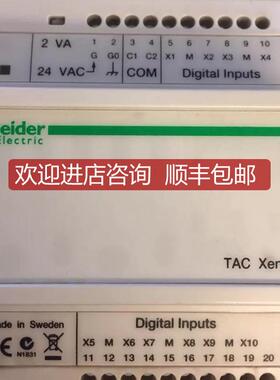 2 VA 1 2 3 4 5 6 7 8 9 10
24 VAC G G0 C1 C2 X1 M X2 X3 M X4
COM Digital Inputs
eider
Electric
欢迎进店咨询 顺丰包邮
TAC Xen
ade in Sweden Digital Inputs
X5 M X6 X7 M X8 X9 M X10
11 12 13 14 15 16 17 18 19 20
N1831